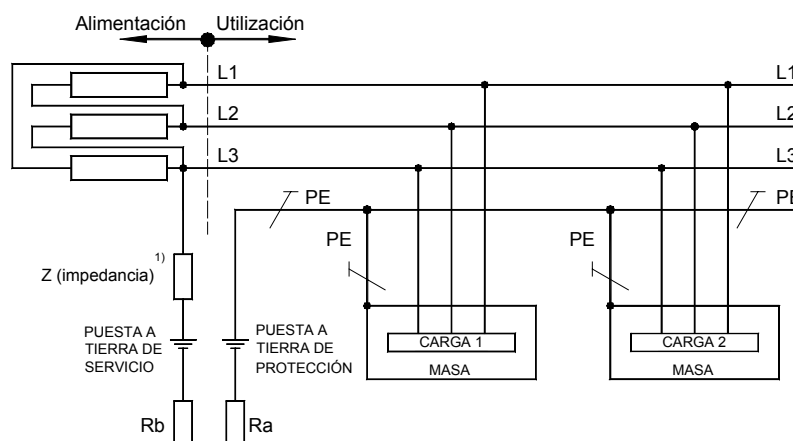 Alimentación Utilización
L1 L1
L2 L2
L3 L3
PE PE
PE PE
1)
Z (impedancia)
PUESTA A
TIERRA DE
SERVICIO
PUESTA A
TIERRA DE
PROTECCIÓN
CARGA 1
MASA
CARGA 2
MASA
Rb Ra